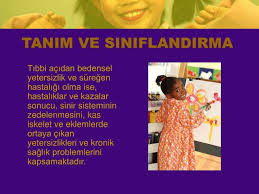 TANIM VE SINIFLANDIRMA
Tıbbi açıdan bedensel
yetersizlik ve süreğen
hastalığı olma ise,
hastalıklar ve kazalar
sonucu, sinir sisteminin
zedelenmesini, kas
iskelet ve eklemlerde
ortaya çıkan
yetersizlikleri ve kronik
sağlık problemlerini
kapsamaktadır.